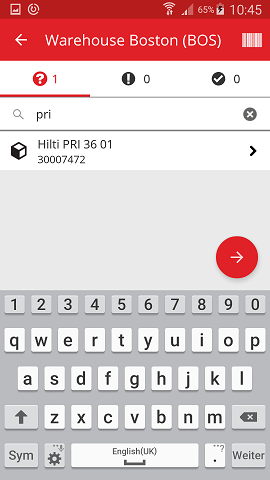 65% 10:45
Warehouse Boston (BOS)
1 0 0
pri
Hilti PRI 36 01
30007472
1 2 3 4 5 6 7 8 9 0
q w e r t y u i o p
a s d f g h j k l
z x c v b n m
Sym English(UK) . ? Weiter